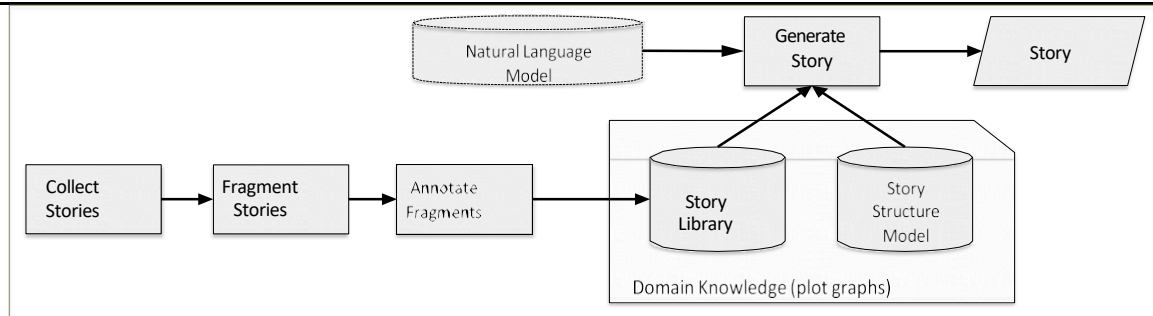 Natural Language
Model
Generate
Story
Story
Collect
Stories
Fragment
Stories
Annotate
Fragments
Story
Library
Story
Structure
Model
Domain Knowledge (plot graphs)